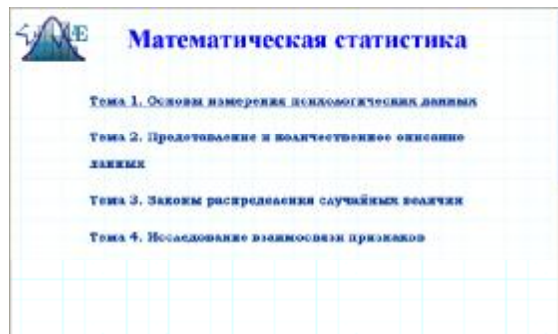 Математическая статистика
Тема 1. Основы измерения психологических данных
Тема 2. Представление и количественное описание
данных
Тема 3. Законы распределения случайных величин
Тема 4. Исследование взаимосвязи признаков